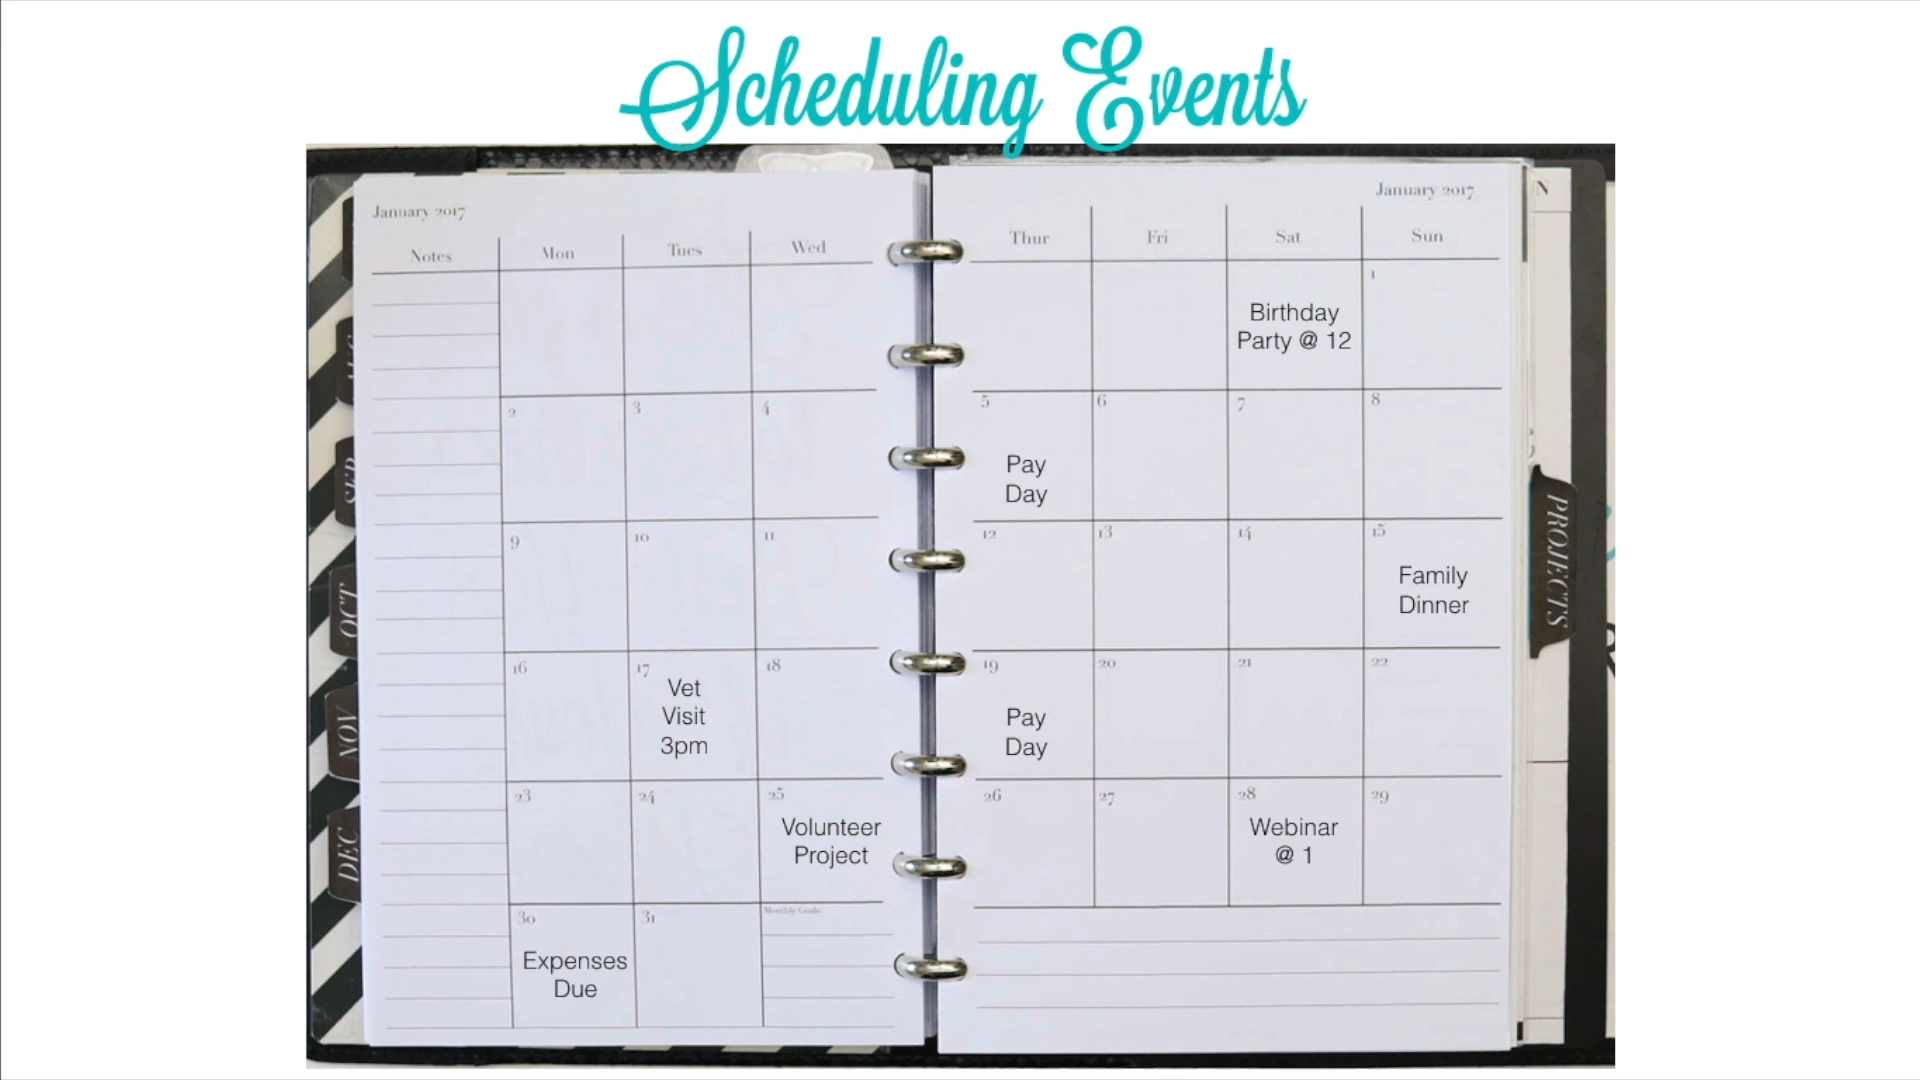 Scheduling Events
January 2017
January 2017
N
Notes Mon Tues Wed Thur Fri Sat Sun
1
Birthday
Party @ 12
2 3 4 5 6 7 8
Pay
Day
9 10 11 12 13 14 15
Family
Dinner
16 17 18 19 20 21 22
Vet
Visit
3pm
Pay
Day
23 24 25 26 27 28 29
Volunteer
Project
Webinar
@ 1
30 31
Monthly Goals:
Expenses
Due
SEP
OCT
NOV
DEC
PROJECTS